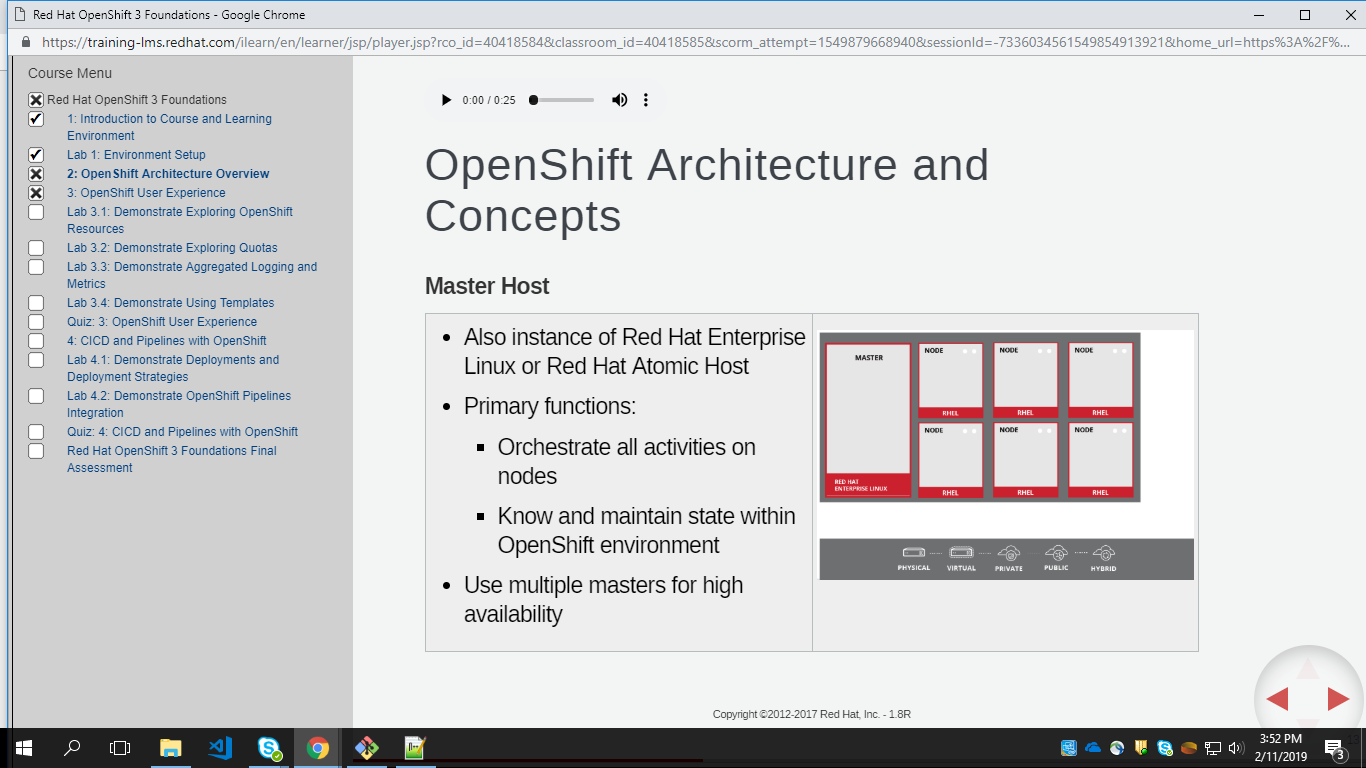 Red Hat OpenShift 3 Foundations - Google Chrome
https://training-lms.redhat.com/ilearn/en/learner/jsp/player.jsp?rco_id=40418584&classroom_id=40418585&scorm_attempt=1549879668940&sessionId=-7336034561549854913921&home_url=https%3A%2F%...
Course Menu
Red Hat OpenShift 3 Foundations
1: Introduction to Course and Learning
Environment
Lab 1: Environment Setup
2: OpenShift Architecture Overview
3: OpenShift User Experience
Lab 3.1: Demonstrate Exploring OpenShift
Resources
Lab 3.2: Demonstrate Exploring Quotas
Lab 3.3: Demonstrate Aggregated Logging and
Metrics
Lab 3.4: Demonstrate Using Templates
Quiz: 3: OpenShift User Experience
4: CICD and Pipelines with OpenShift
Lab 4.1: Demonstrate Deployments and
Deployment Strategies
Lab 4.2: Demonstrate OpenShift Pipelines
Integration
Quiz: 4: CICD and Pipelines with OpenShift
Red Hat OpenShift 3 Foundations Final
Assessment
0:00 / 0:25
OpenShift Architecture and
Concepts
Master Host
• Also instance of Red Hat Enterprise
Linux or Red Hat Atomic Host
• Primary functions:
▪ Orchestrate all activities on
nodes
▪ Know and maintain state within
OpenShift environment
• Use multiple masters for high
availability
MASTER
RED HAT
ENTERPRISE LINUX
NODE NODE NODE
RHEL RHEL RHEL
NODE NODE NODE
RHEL RHEL RHEL
PHYSICAL VIRTUAL PRIVATE PUBLIC HYBRID
Copyright ©2012-2017 Red Hat, Inc. - 1.8R
3:52 PM
2/11/2019
3